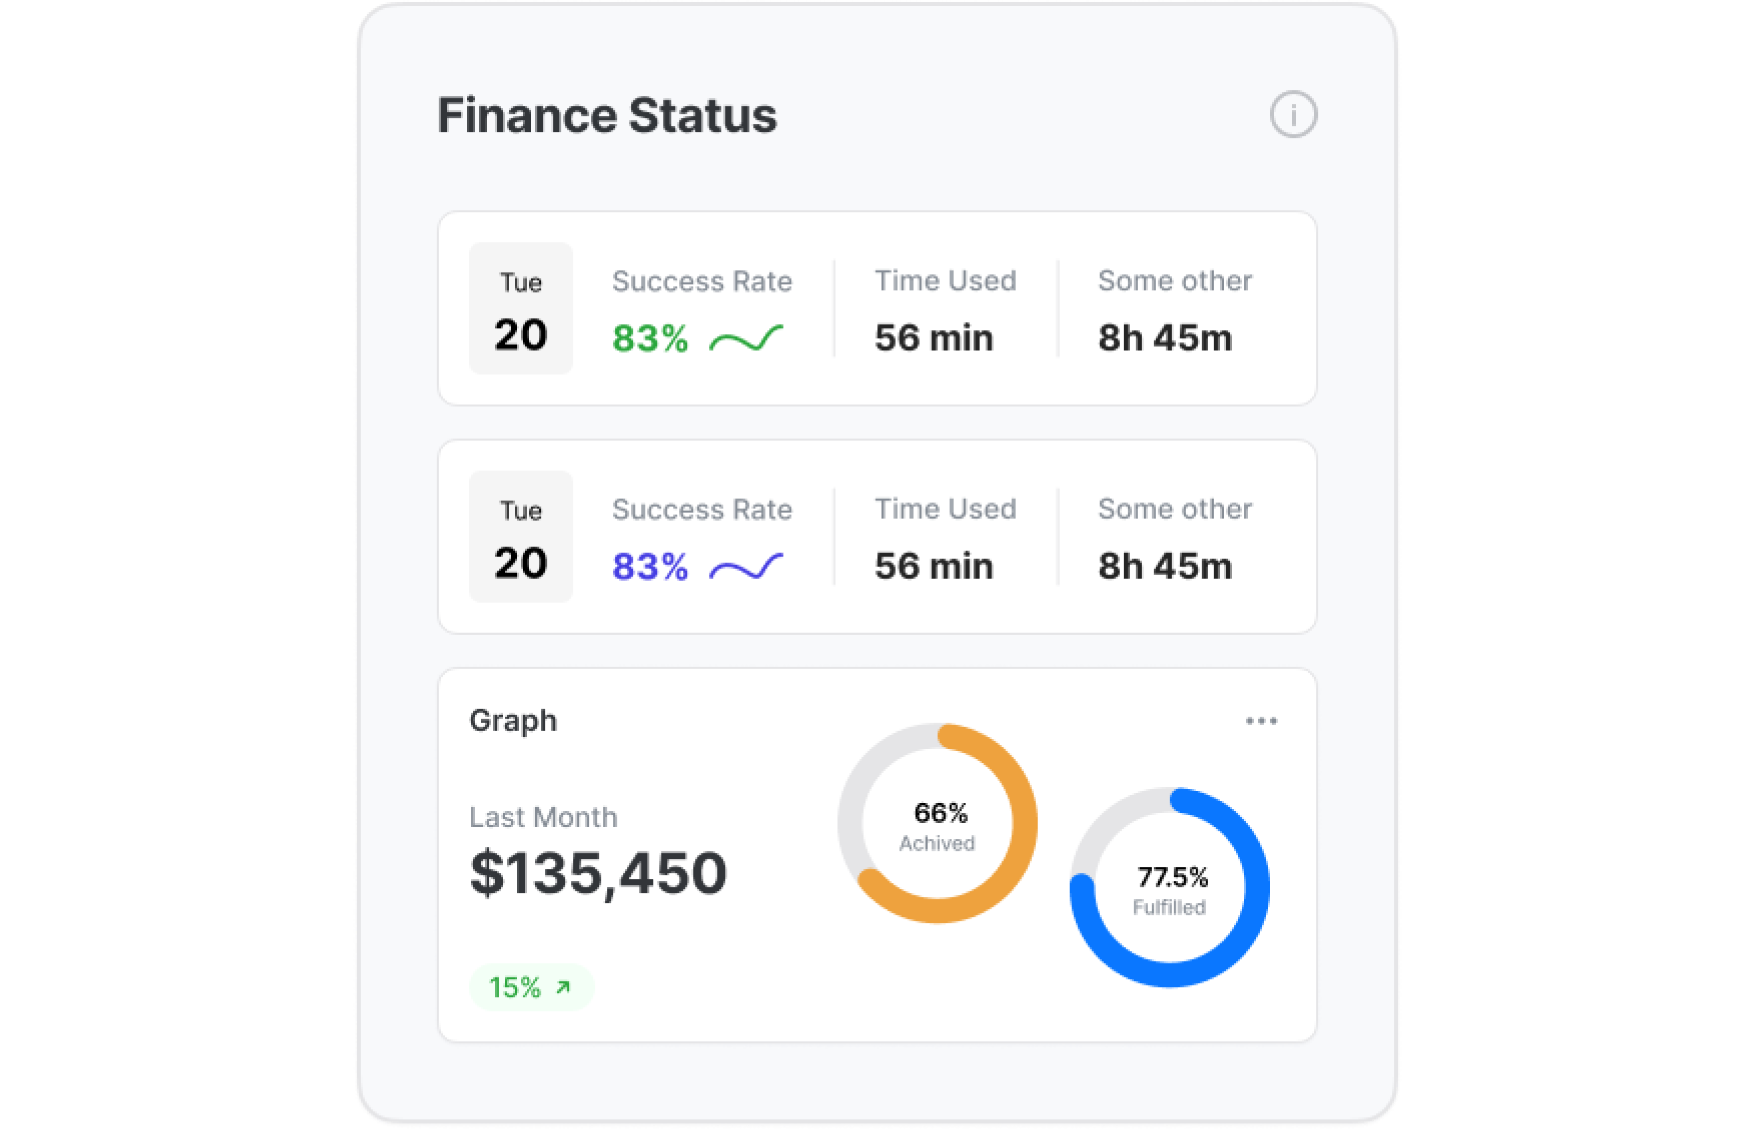 Finance Status
i
Tue
20
Success Rate
83%
Time Used
56 min
Some other
8h 45m
Tue
20
Success Rate
83%
Time Used
56 min
Some other
8h 45m
Graph
Last Month
$135,450
15%
66%
Achived
77.5%
Fulfilled